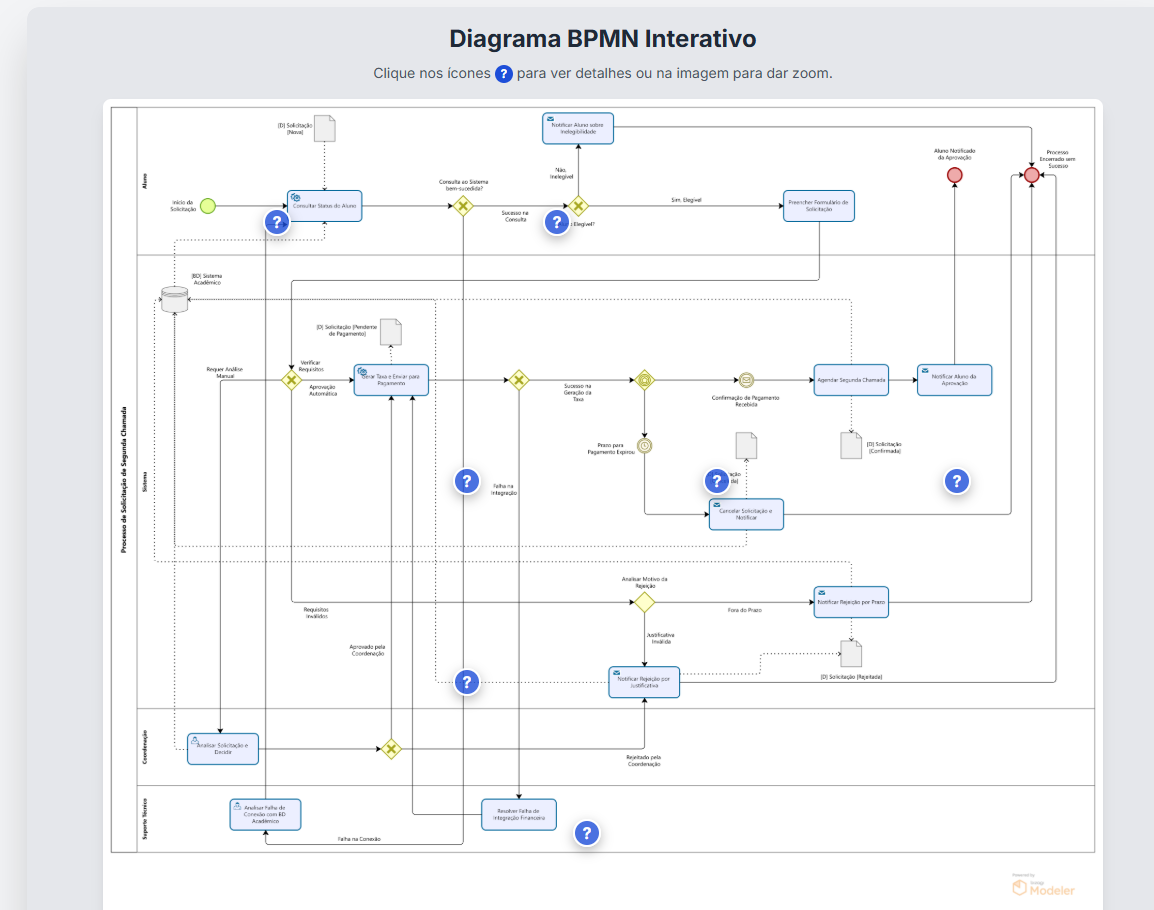 Diagrama BPMN Interativo
Clique nos ícones ? para ver detalhes ou na imagem para dar zoom.
Processo de Solicitação de Segunda Chamada
Aluno
[D] Solicitação
[Nova]
Início da
Solicitação
Consultar Status do Aluno
?
Consulta ao Sistema
bem-sucedida?
Sucesso na
Consulta
Notificar Aluno sobre
Inelegibilidade
Não,
Inelegível
?
Elegível?
Sim, Elegível
Preencher Formulário de
Solicitação
Aluno Notificado
da Aprovação
Processo
Encerrado sem
Sucesso
Sistema
[BD] Sistema
Acadêmico
[D] Solicitação [Pendente
de Pagamento]
Requer Análise
Manual
Verificar
Requisitos
Aprovação
Automática
Gerar Taxa e Enviar para
Pagamento
Sucesso na
Geração da
Taxa
Confirmação de Pagamento
Recebida
Agendar Segunda Chamada
Notificar Aluno da
Aprovação
Prazo para
Pagamento Expirou
[D] Solicitação
[Confirmada]
?
Falha na
Integração
?
?
Cancelar Solicitação e
Notificar
Analisar Motivo da
Rejeição
Requisitos
Inválidos
Fora do Prazo
Notificar Rejeição por Prazo
Justificativa
Inválida
Aprovado pela
Coordenação
?
Notificar Rejeição por
Justificativa
[D] Solicitação [Rejeitada]
Coordenação
Analisar Solicitação e
Decidir
Rejeitado pela
Coordenação
Suporte Técnico
Analisar Falha de
Conexão com BD
Acadêmico
Resolver Falha de
Integração Financeira
?
Falha na Conexão
Powered by
Modeler